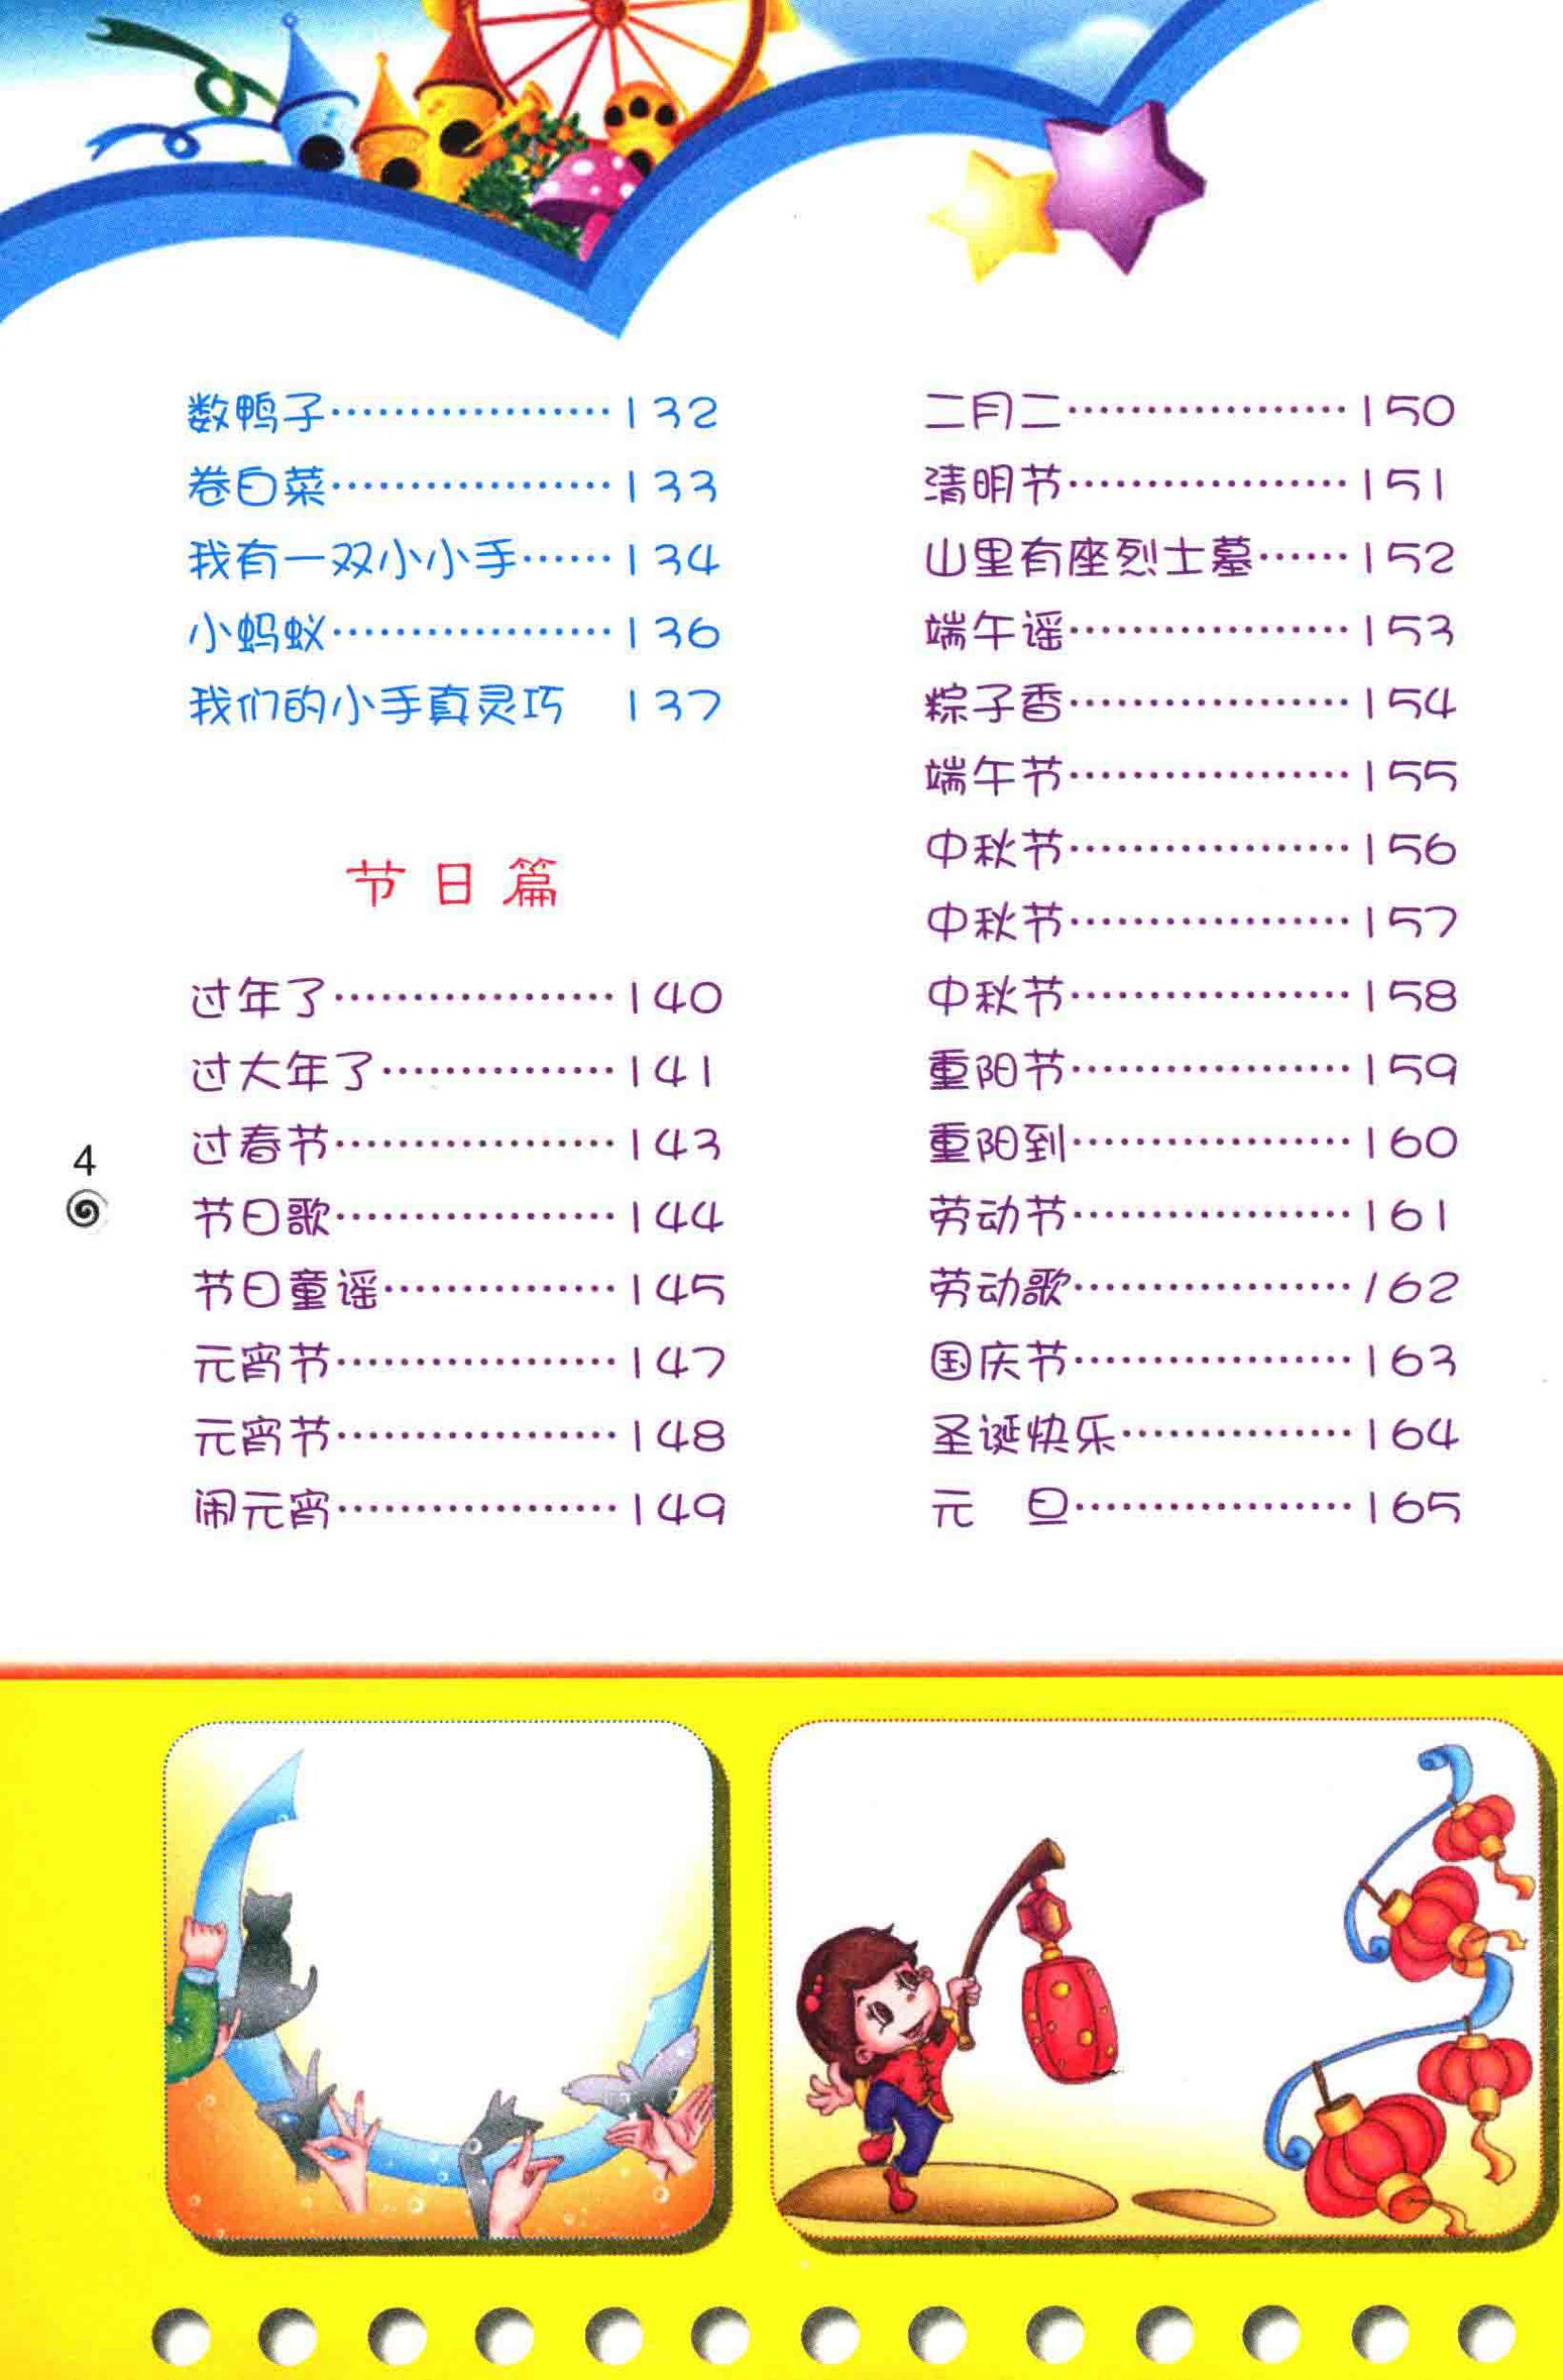 数鸭子………………132
卷白菜………………133
我有一双小小手……134
小蚂蚁………………136
我们的小手真灵巧 137
节日篇
过年了………………140
过大年了……………141
过春节………………143
节日歌………………144
节日童谣……………145
元宵节………………147
元宵节………………148
闹元宵………………149
二月二………………150
清明节………………151
山里有座烈士墓……152
端午谣………………153
粽子香………………154
端午节………………155
中秋节………………156
中秋节………………157
中秋节………………158
重阳节………………159
重阳到………………160
劳动节………………161
劳动歌………………162
国庆节………………163
圣诞快乐……………164
元 旦………………165
4